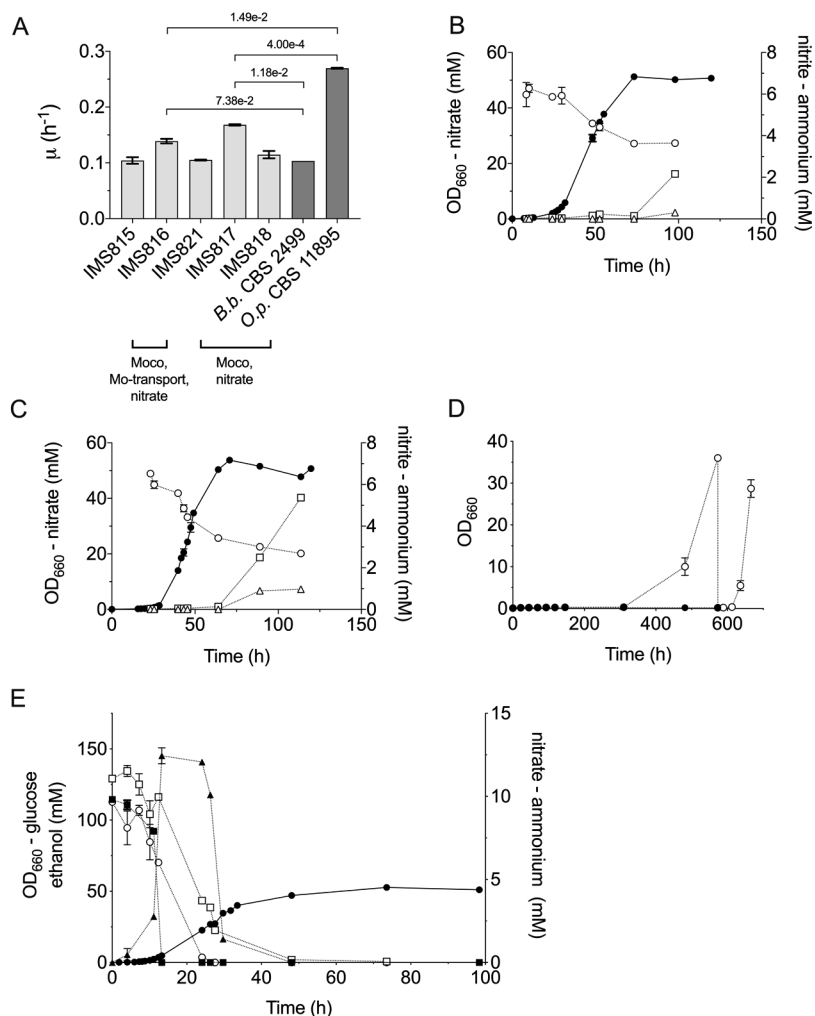 A
1.49e-2
4.00e-4
1.18e-2
7.38e-2
μ (h-1)
0.3
0.2
0.1
0.0
IMS815
IMS816
IMS821
IMS817
IMS818
B.b. CBS 2499
O.p. CBS 11895
Moco,
Mo-transport,
nitrate
Moco,
nitrate
B
OD660 - nitrate (mM)
60
40
20
0
8
6
4
2
0
nitrite - ammonium (mM)
0
50
100
150
Time (h)
C
OD660 - nitrate (mM)
60
40
20
0
8
6
4
2
0
nitrite - ammonium (mM)
0
50
100
150
Time (h)
D
OD660
40
30
20
10
0
0
200
400
600
Time (h)
E
OD660 - glucose
ethanol (mM)
150
100
50
0
15
10
5
0
nitrate - ammonium (mM)
0
20
40
60
80
100
Time (h)